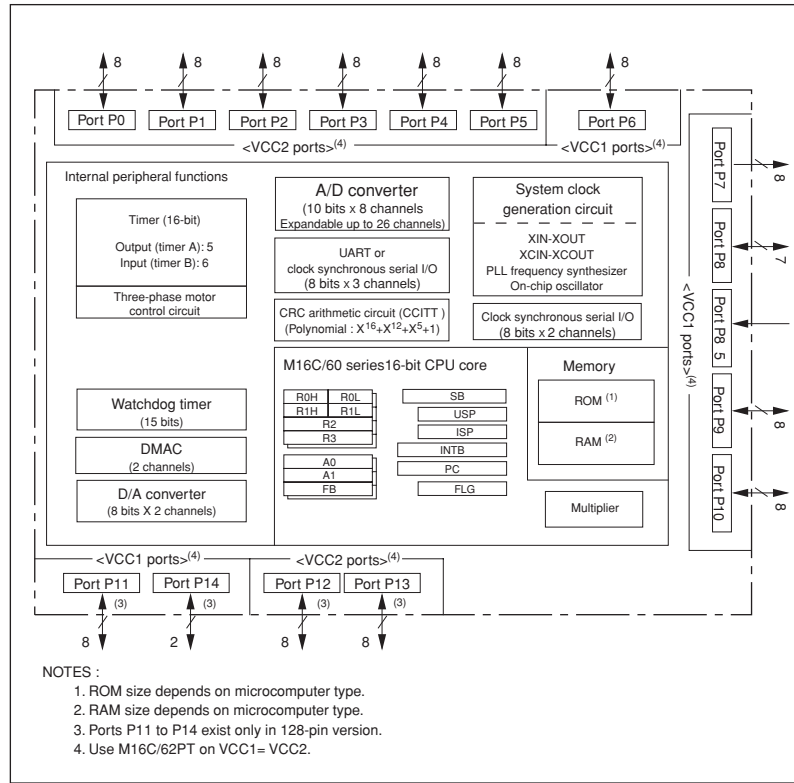 8 8 8 8 8 8 8
Port P0 Port P1 Port P2 Port P3 Port P4 Port P5 Port P6
<VCC2 ports>(4) <VCC1 ports>(4)
Internal peripheral functions
Timer (16-bit)
Output (timer A): 5
Input (timer B): 6
Three-phase motor
control circuit
Watchdog timer
(15 bits)
DMAC
(2 channels)
D/A converter
(8 bits X 2 channels)
A/D converter
(10 bits x 8 channels
Expandable up to 26 channels)
UART or
clock synchronous serial I/O
(8 bits x 3 channels)
CRC arithmetic circuit (CCITT )
(Polynomial : X16+X12+X5+1)
System clock
generation circuit
XIN-XOUT
XCIN-XCOUT
PLL frequency synthesizer
On-chip oscillator
Clock synchronous serial I/O
(8 bits x 2 channels)
M16C/60 series16-bit CPU core
R0H R0L
R1H R1L
R2
R3
A0
A1
FB
SB
USP
ISP
INTB
PC
FLG
Memory
ROM (1)
RAM (2)
Multiplier
<VCC1 ports>(4)
Port P7
8
Port P8
7
Port P8 5
Port P9
8
Port P10
8
<VCC1 ports>(4) <VCC2 ports>(4)
Port P11 Port P14 Port P12 Port P13
(3) (3) (3) (3)
8 2 8 8
NOTES :
1. ROM size depends on microcomputer type.
2. RAM size depends on microcomputer type.
3. Ports P11 to P14 exist only in 128-pin version.
4. Use M16C/62PT on VCC1= VCC2.